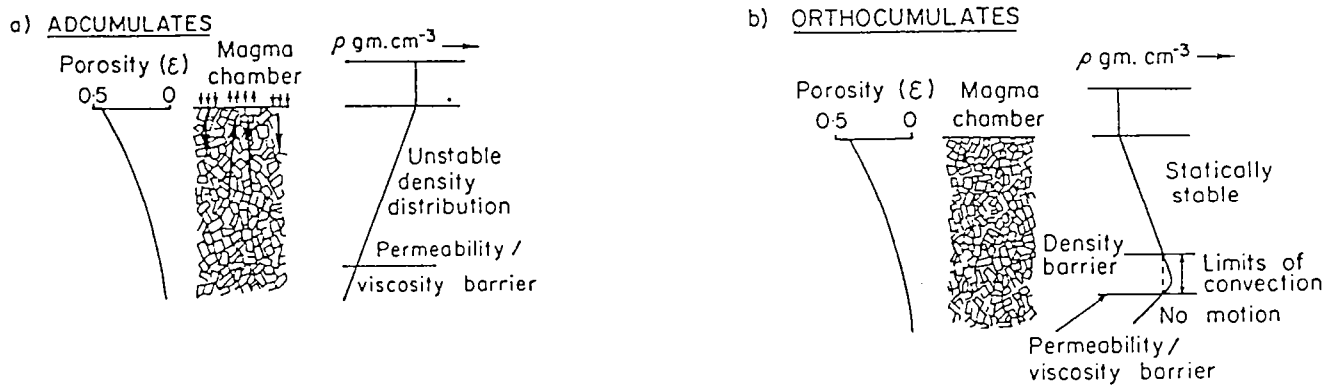 a) ADCUMULATES
Porosity (ε)
0·5 0
Magma
chamber
ρ gm. cm⁻³
Unstable
density
distribution
Permeability /
viscosity barrier
b) ORTHOCUMULATES
Porosity (ε)
0·5 0
Magma
chamber
ρ gm. cm⁻³
Statically
stable
Density
barrier
Limits of
convection
No motion
Permeability /
viscosity barrier